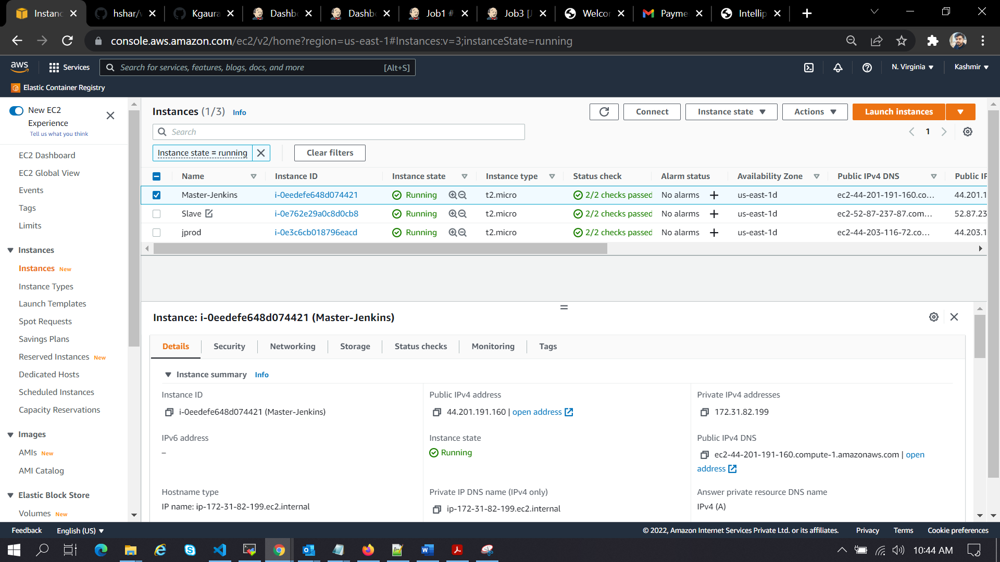 Instanc
hshar/v
Kgaura
Dashbo
Dashbo
Job1 #
Job3 [J
Welcor
Payme
Intellip
console.aws.amazon.com/ec2/v2/home?region=us-east-1#Instances:v=3;instanceState=running
aws
Services
Search for services, features, blogs, docs, and more
[Alt+S]
N. Virginia
Kashmir
Elastic Container Registry
New EC2
Experience
Tell us what you think
EC2 Dashboard
EC2 Global View
Events
Tags
Limits
Instances
Instances New
Instance Types
Launch Templates
Spot Requests
Savings Plans
Reserved Instances New
Dedicated Hosts
Scheduled Instances
Capacity Reservations
Images
AMIs New
AMI Catalog
Elastic Block Store
Volumes New
Instances (1/3) Info
Connect
Instance state
Actions
Launch instances
Search
1
Instance state = running
Clear filters
Name Instance ID Instance state Instance type Status check Alarm status Availability Zone Public IPv4 DNS Public IP
Master-Jenkins i-0eedefe648d074421 Running t2.micro 2/2 checks passed No alarms us-east-1d ec2-44-201-191-160.co... 44.201.1
Slave i-0e762e29a0c8d0cb8 Running t2.micro 2/2 checks passed No alarms us-east-1d ec2-52-87-237-87.com... 52.87.23
jprod i-0e3c6cb018796eacd Running t2.micro 2/2 checks passed No alarms us-east-1d ec2-44-203-116-72.co... 44.203.1
Instance: i-0eedefe648d074421 (Master-Jenkins)
Details Security Networking Storage Status checks Monitoring Tags
Instance summary Info
Instance ID
i-0eedefe648d074421 (Master-Jenkins)
Public IPv4 address
44.201.191.160 | open address
Private IPv4 addresses
172.31.82.199
IPv6 address
–
Instance state
Running
Public IPv4 DNS
ec2-44-201-191-160.compute-1.amazonaws.com | open
address
Hostname type
IP name: ip-172-31-82-199.ec2.internal
Private IP DNS name (IPv4 only)
ip-172-31-82-199.ec2.internal
Answer private resource DNS name
IPv4 (A)
Feedback
English (US)
© 2022, Amazon Internet Services Private Ltd. or its affiliates.
Privacy
Terms
Cookie preferences
10:44 AM